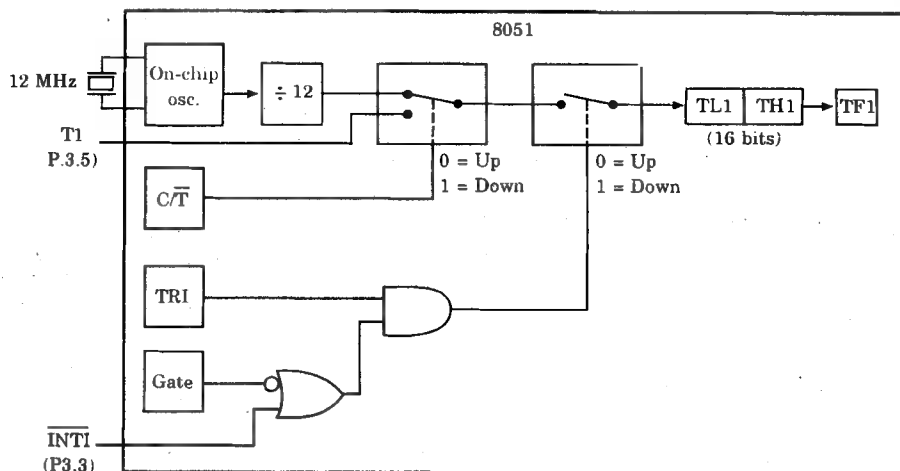 8051
12 MHz
On-chip
osc.
÷ 12
T1
P.3.5)
0 = Up
1 = Down
0 = Up
1 = Down
TL1
TH1
TF1
(16 bits)
C/T̅
TRI
Gate
I̅N̅T̅I̅
(P3.3)